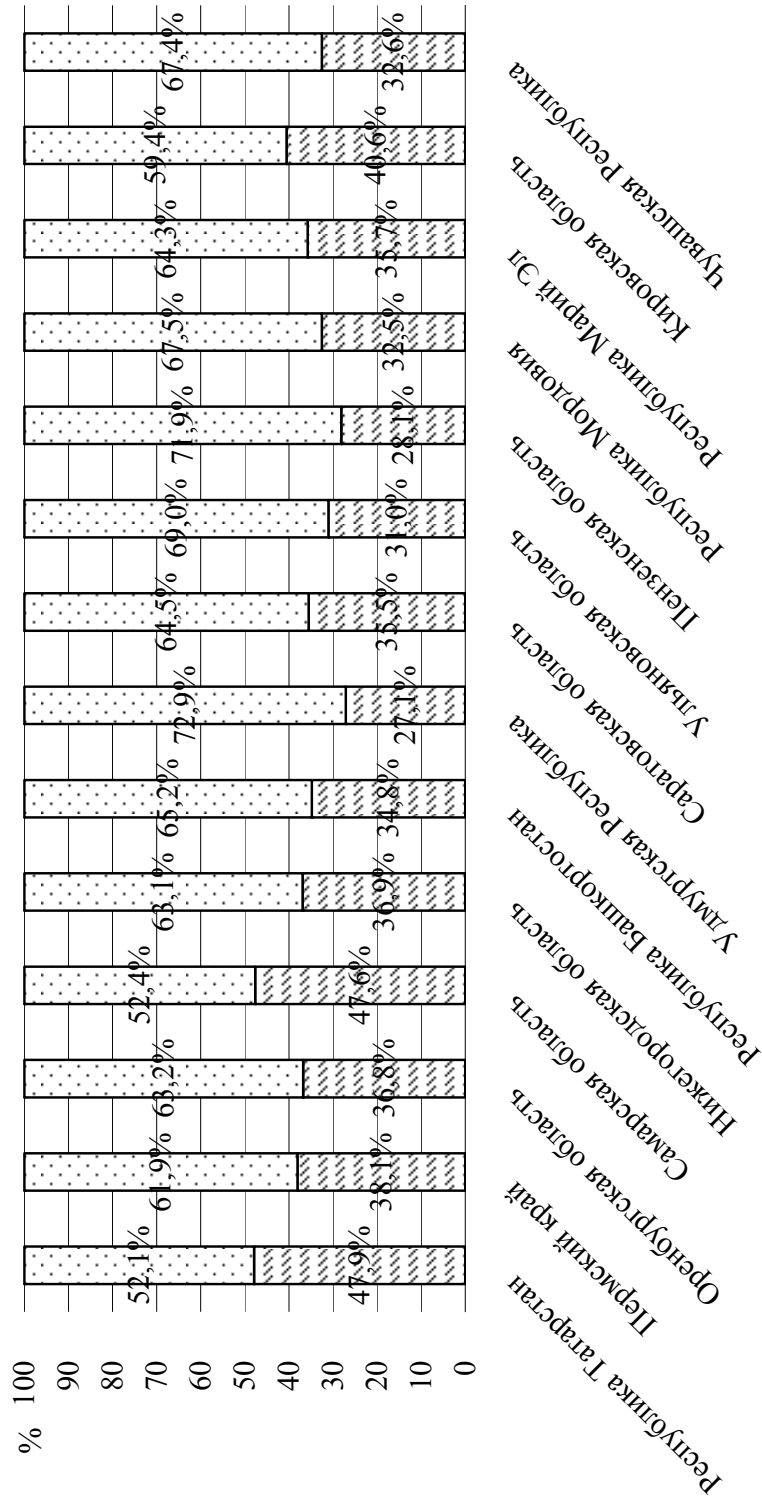 %
100
90
80
70
60
50
40
30
20
10
0
52,1% 61,9% 63,2% 52,4% 63,1% 65,2% 72,9% 64,5% 69,0% 71,9% 67,5% 64,3% 59,4% 67,4%
47,9% 38,1% 36,8% 47,6% 36,9% 34,8% 27,1% 35,5% 31,0% 28,1% 32,5% 35,7% 40,6% 32,6%
Республика Татарстан
Пермский край
Оренбургская область
Самарская область
Нижегородская область
Республика Башкортостан
Удмуртская Республика
Саратовская область
Ульяновская область
Пензенская область
Республика Мордовия
Республика Марий Эл
Кировская область
Чувашская Республика